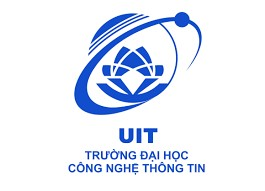 UIT
TRƯỜNG ĐẠI HỌC
CÔNG NGHỆ THÔNG TIN